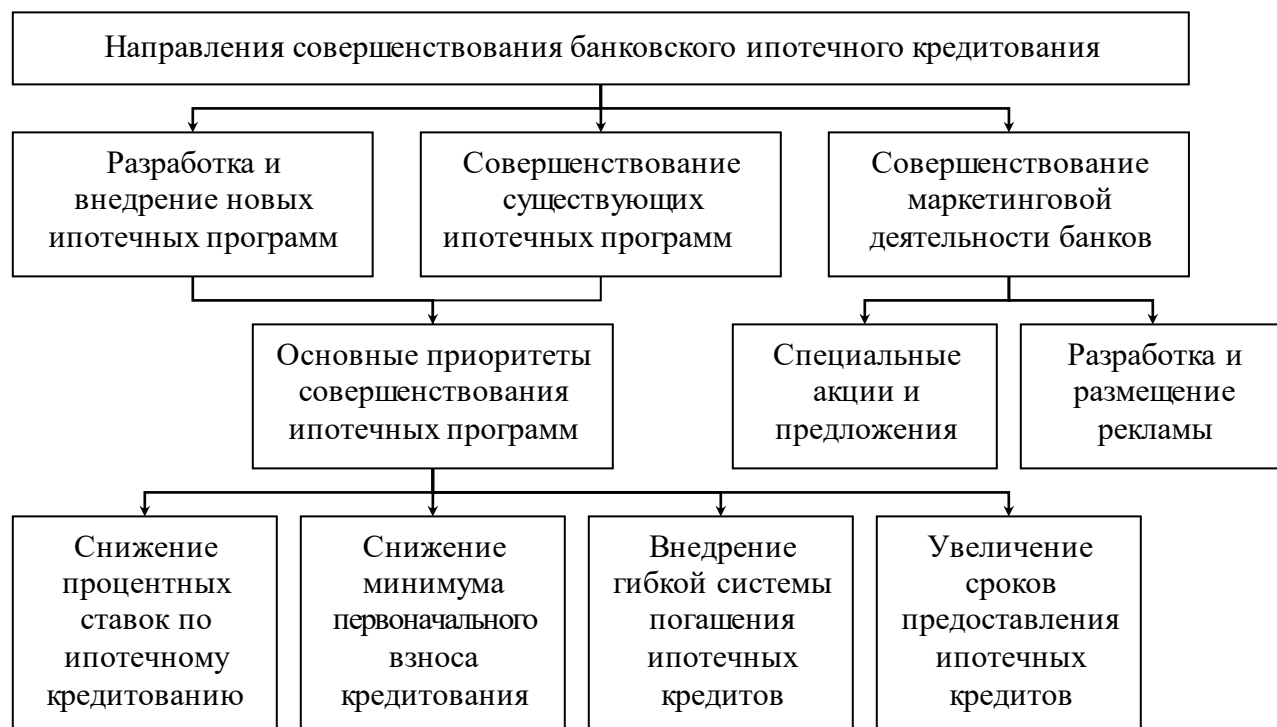 Направления совершенствования банковского ипотечного кредитования
Разработка и
внедрение новых
ипотечных программ
Совершенствование
существующих
ипотечных программ
Совершенствование
маркетинговой
деятельности банков
Основные приоритеты
совершенствования
ипотечных программ
Специальные
акции и
предложения
Разработка и
размещение
рекламы
Снижение
процентных
ставок по
ипотечному
кредитованию
Снижение
минимума
первоначального
взноса
кредитования
Внедрение
гибкой системы
погашения
ипотечных
кредитов
Увеличение
сроков
предоставления
ипотечных
кредитов